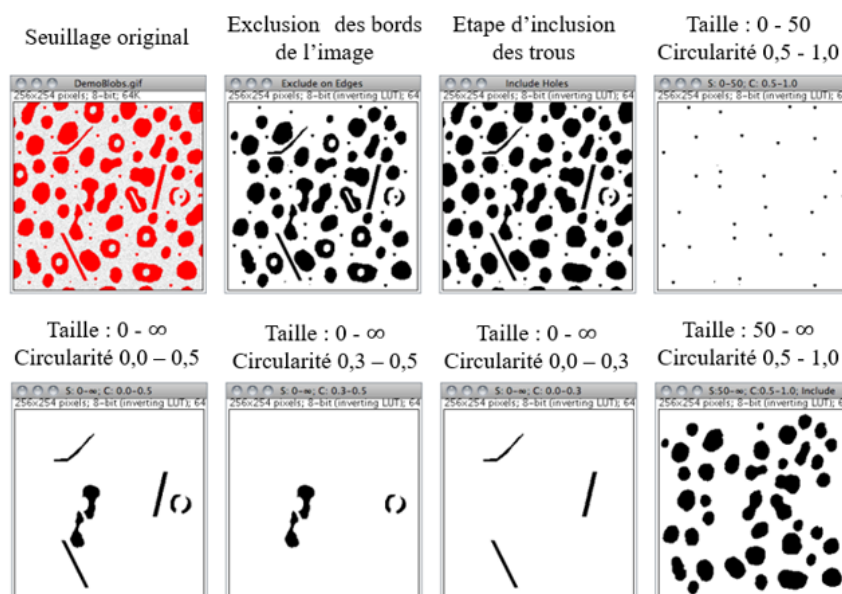 Seuillage original
Exclusion des bords
de l'image
Etape d'inclusion
des trous
Taille : 0 - 50
Circularité 0,5 - 1,0
DemoBlobs.gif
256x254 pixels; 8-bit; 64K
Exclude on Edges
256x254 pixels; 8-bit (inverting LUT); 64
Include Holes
256x254 pixels; 8-bit (inverting LUT); 64
S: 0-50; C: 0.5-1.0
256x254 pixels; 8-bit (inverting LUT); 64
Taille : 0 - ∞
Circularité 0,0 – 0,5
Taille : 0 - ∞
Circularité 0,3 – 0,5
Taille : 0 - ∞
Circularité 0,0 – 0,3
Taille : 50 - ∞
Circularité 0,5 - 1,0
S: 0-∞; C: 0.0-0.5
256x254 pixels; 8-bit (inverting LUT); 64
S: 0-∞; C: 0.3-0.5
256x254 pixels; 8-bit (inverting LUT); 64
S: 0-∞; C: 0.0-0.3
256x254 pixels; 8-bit (inverting LUT); 64
S:50-∞; C:0.5-1.0; Include
256x254 pixels; 8-bit (inverting LUT); 64